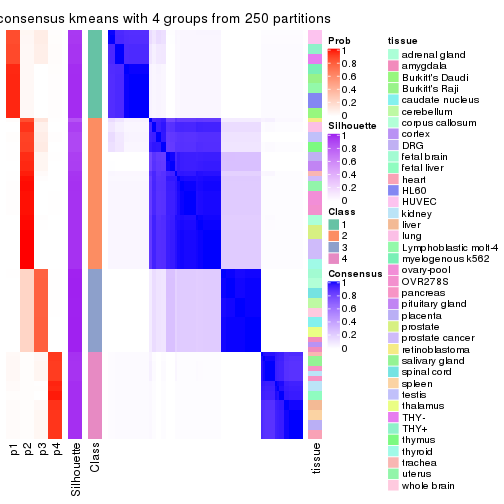 consensus kmeans with 4 groups from 250 partitions
Prob
1
0.8
0.6
0.4
0.2
0
Silhouette
1
0.8
0.6
0.4
0.2
0
Class
1
2
3
4
Consensus
1
0.8
0.6
0.4
0.2
0
tissue
adrenal gland
amygdala
Burkitt's Daudi
Burkitt's Raji
caudate nucleus
cerebellum
corpus callosum
cortex
DRG
fetal brain
fetal liver
heart
HL60
HUVEC
kidney
liver
lung
Lymphoblastic molt-4
myelogenous k562
ovary-pool
OVR278S
pancreas
pituitary gland
placenta
prostate
prostate cancer
retinoblastoma
salivary gland
spinal cord
spleen
testis
thalamus
THY-
THY+
thymus
thyroid
trachea
uterus
whole brain
p1
p2
p3
p4
Silhouette
Class
tissue